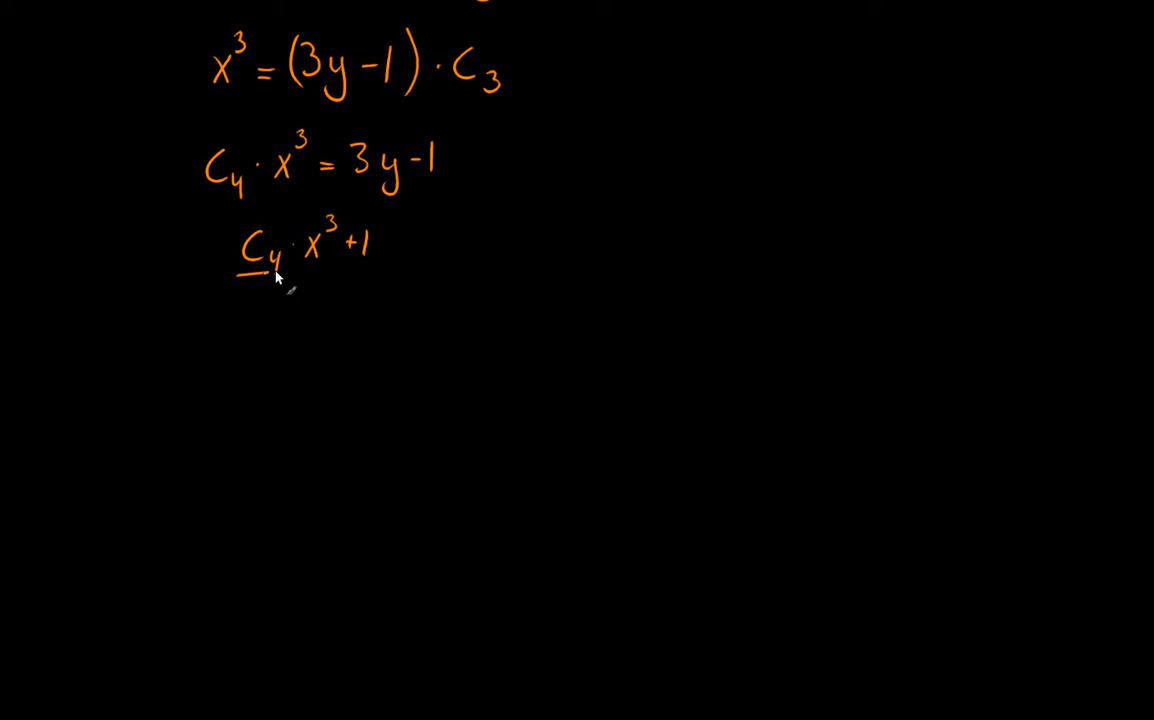 x³ = (3y - 1) · C₃
C₄ · x³ = 3y - 1
C₄ · x³ + 1